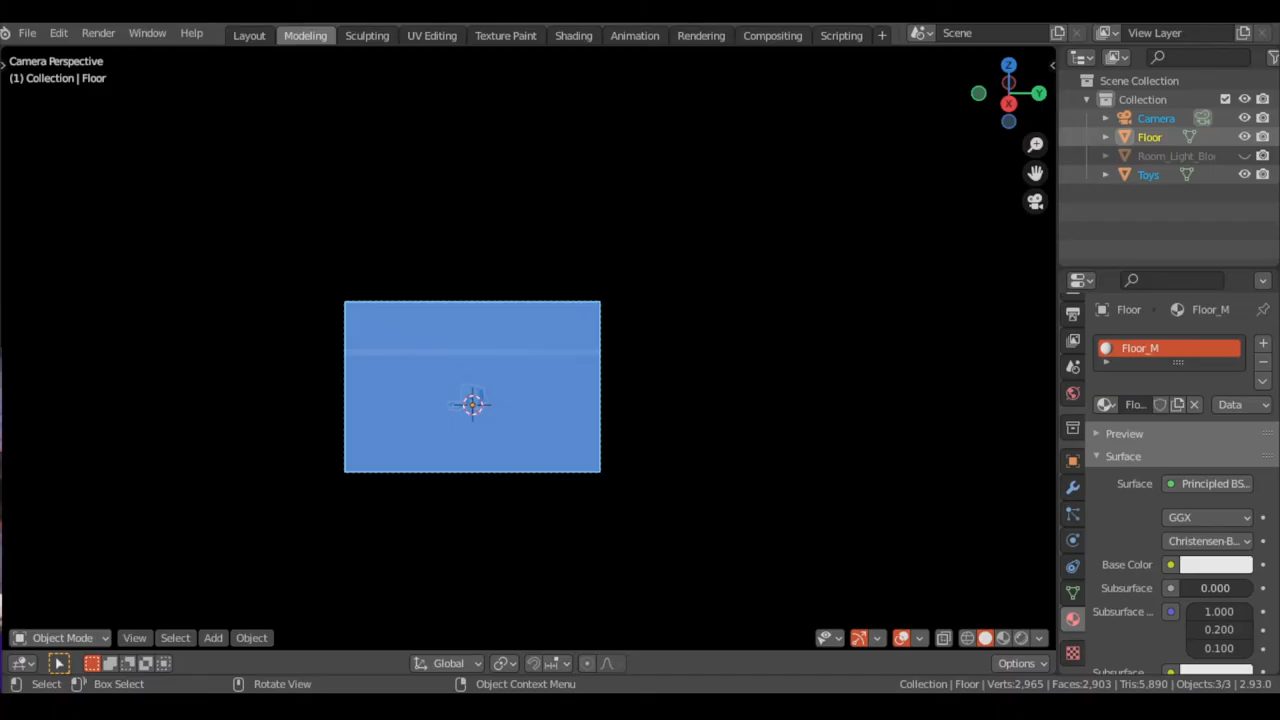 File Edit Render Window Help
Layout Modeling Sculpting UV Editing Texture Paint Shading Animation Rendering Compositing Scripting
Scene
View Layer
Camera Perspective
(1) Collection | Floor
Z
Y
X
Scene Collection
Collection
Camera
Floor
Room_Light_Blo
Toys
Floor Floor_M
Floor_M
Flo... Data
Preview
Surface
Surface Principled BS...
GGX
Christensen-B...
Base Color
Subsurface 0.000
Subsurface ... 1.000
0.200
0.100
Object Mode View Select Add Object
Global
Options
Select Box Select Rotate View Object Context Menu
Collection | Floor | Verts:2,965 | Faces:2,903 | Tris:5,890 | Objects:3/3 | 2.93.0